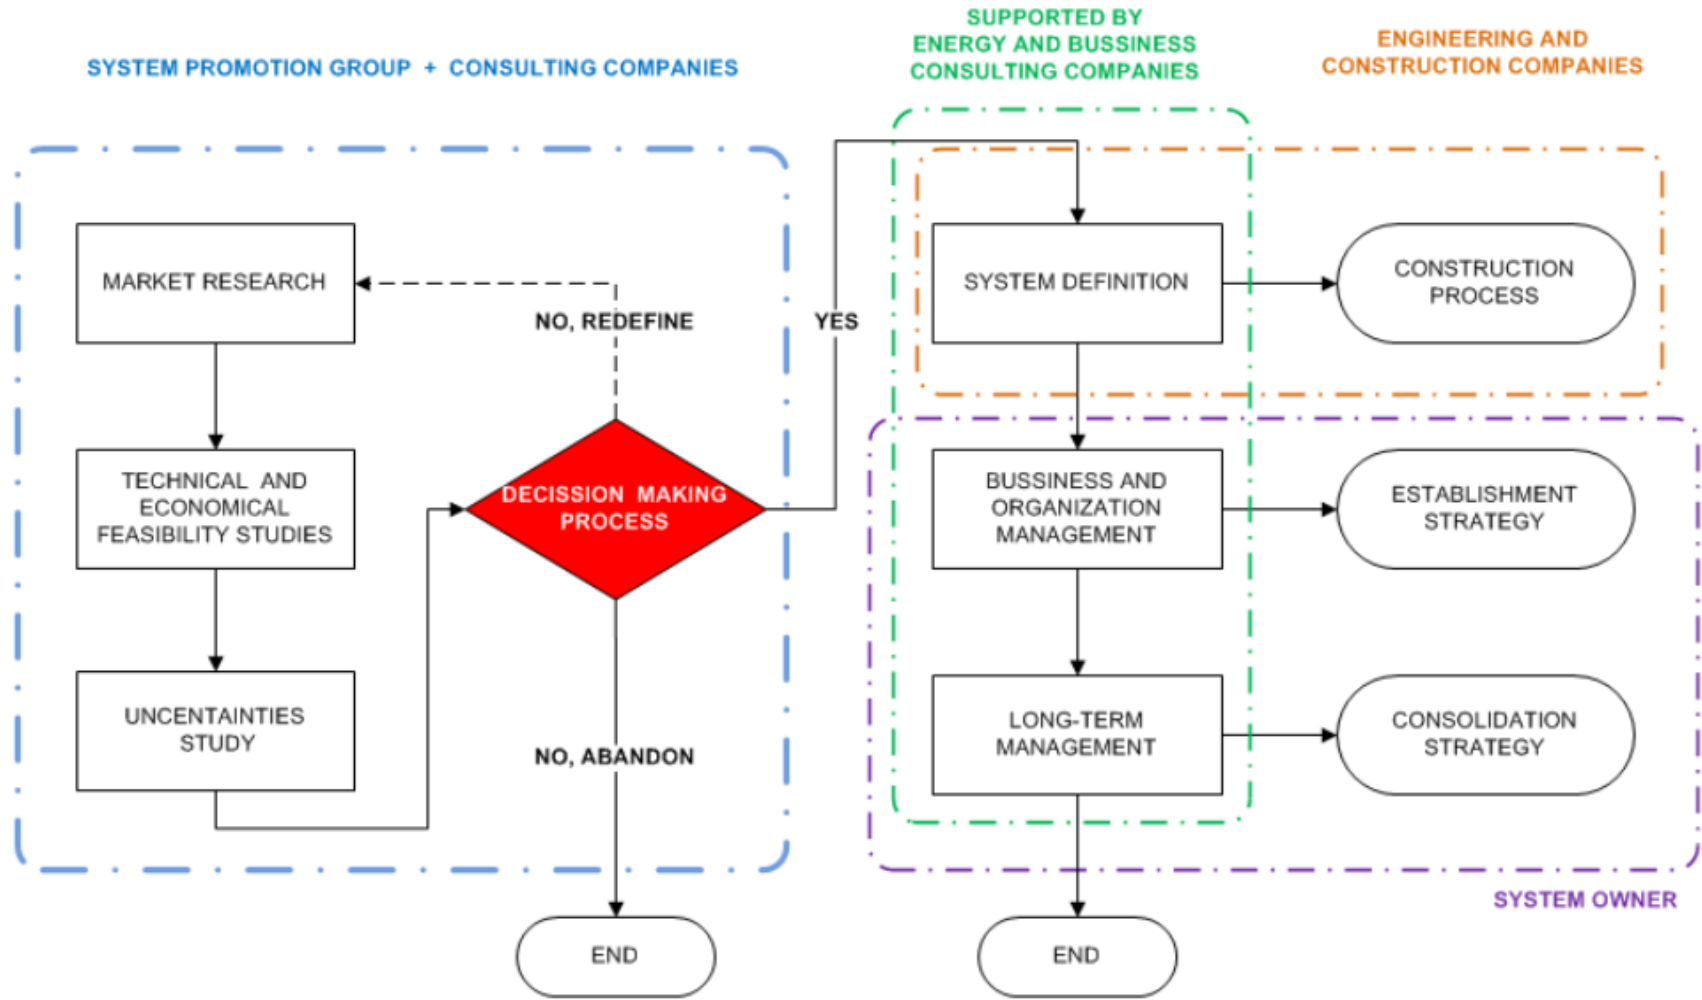 SYSTEM PROMOTION GROUP + CONSULTING COMPANIES
SUPPORTED BY
ENERGY AND BUSSINESS
CONSULTING COMPANIES
ENGINEERING AND
CONSTRUCTION COMPANIES
MARKET RESEARCH
NO, REDEFINE
TECHNICAL AND
ECONOMICAL
FEASIBILITY STUDIES
DECISSION MAKING
PROCESS
UNCENTAINTIES
STUDY
NO, ABANDON
END
YES
SYSTEM DEFINITION
CONSTRUCTION
PROCESS
BUSSINESS AND
ORGANIZATION
MANAGEMENT
ESTABLISHMENT
STRATEGY
LONG-TERM
MANAGEMENT
CONSOLIDATION
STRATEGY
SYSTEM OWNER
END